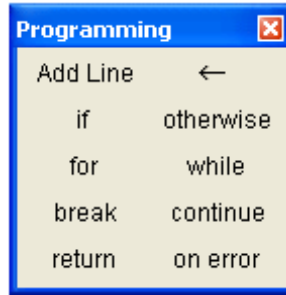 Programming
Add Line ←
if otherwise
for while
break continue
return on error